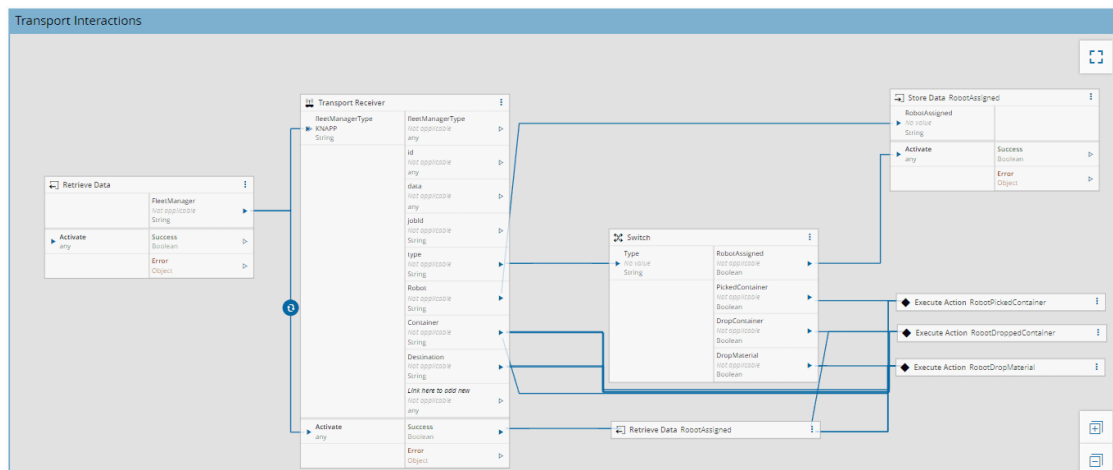 Transport Interactions
Retrieve Data
FleetManager
Not applicable
String
Activate
any
Success
Boolean
Error
Object
Transport Receiver
fleetManagerType
KNAPP
String
fleetManagerType
Not applicable
any
id
Not applicable
any
data
Not applicable
any
jobId
Not applicable
String
type
Not applicable
String
Robot
Not applicable
String
Container
Not applicable
String
Destination
Not applicable
String
Link here to add new
Not applicable
any
Activate
any
Success
Boolean
Error
Object
Switch
Type
No value
String
RobotAssigned
Not applicable
Boolean
PickedContainer
Not applicable
Boolean
DropContainer
Not applicable
Boolean
DropMaterial
Not applicable
Boolean
Retrieve Data RobotAssigned
Store Data RobotAssigned
RobotAssigned
No value
String
Activate
any
Success
Boolean
Error
Object
Execute Action RobotPickedContainer
Execute Action RobotDroppedContainer
Execute Action RobotDropMaterial